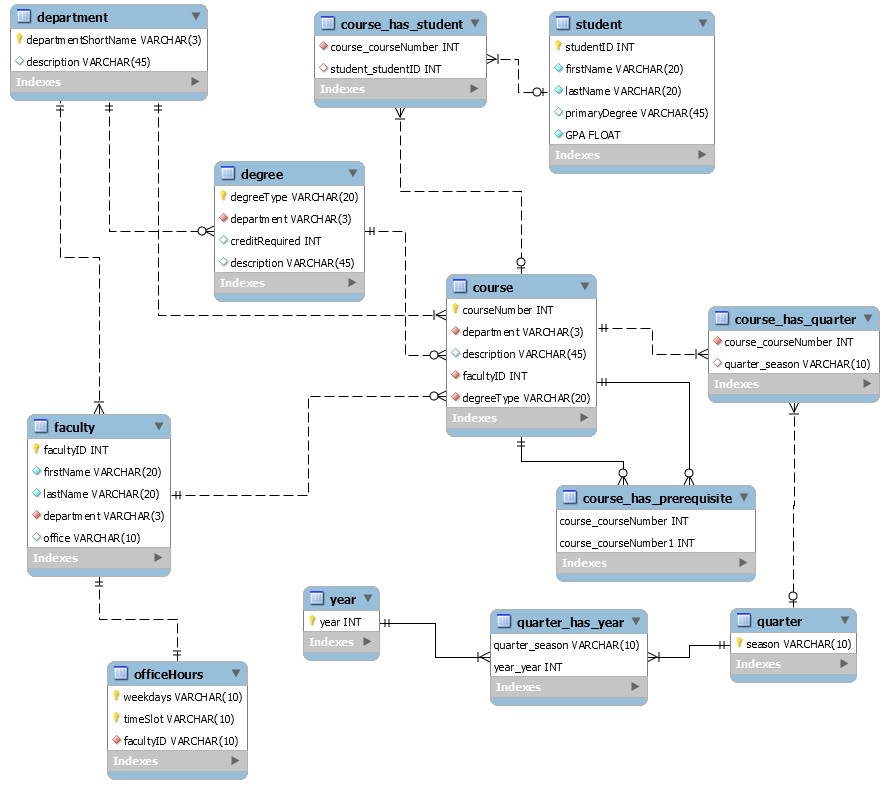 department
departmentShortName VARCHAR(3)
description VARCHAR(45)
Indexes
course_has_student
course_courseNumber INT
student_studentID INT
Indexes
student
studentID INT
firstName VARCHAR(20)
lastName VARCHAR(20)
primaryDegree VARCHAR(45)
GPA FLOAT
Indexes
degree
degreeType VARCHAR(20)
department VARCHAR(3)
creditRequired INT
description VARCHAR(45)
Indexes
course
courseNumber INT
department VARCHAR(3)
description VARCHAR(45)
facultyID INT
degreeType VARCHAR(20)
Indexes
course_has_quarter
course_courseNumber INT
quarter_season VARCHAR(10)
Indexes
faculty
facultyID INT
firstName VARCHAR(20)
lastName VARCHAR(20)
department VARCHAR(3)
office VARCHAR(10)
Indexes
course_has_prerequisite
course_courseNumber INT
course_courseNumber1 INT
Indexes
year
year INT
Indexes
quarter_has_year
quarter_season VARCHAR(10)
year_year INT
Indexes
quarter
season VARCHAR(10)
Indexes
officeHours
weekdays VARCHAR(10)
timeSlot VARCHAR(10)
facultyID VARCHAR(10)
Indexes